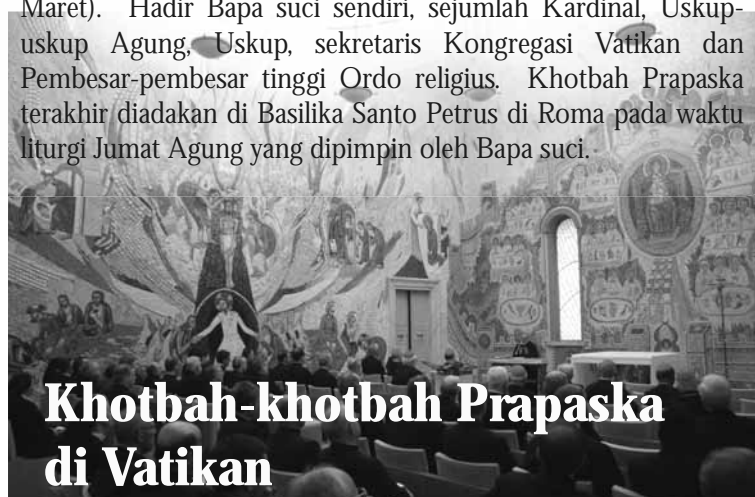 Maret). Hadir Bapa suci sendiri, sejumlah Kardinal, Uskup-
uskup Agung, Uskup, sekretaris Kongregasi Vatikan dan
Pembesar-pembesar tinggi Ordo religius. Khotbah Prapaska
terakhir diadakan di Basilika Santo Petrus di Roma pada waktu
liturgi Jumat Agung yang dipimpin oleh Bapa suci.
Khotbah-khotbah Prapaska
di Vatikan